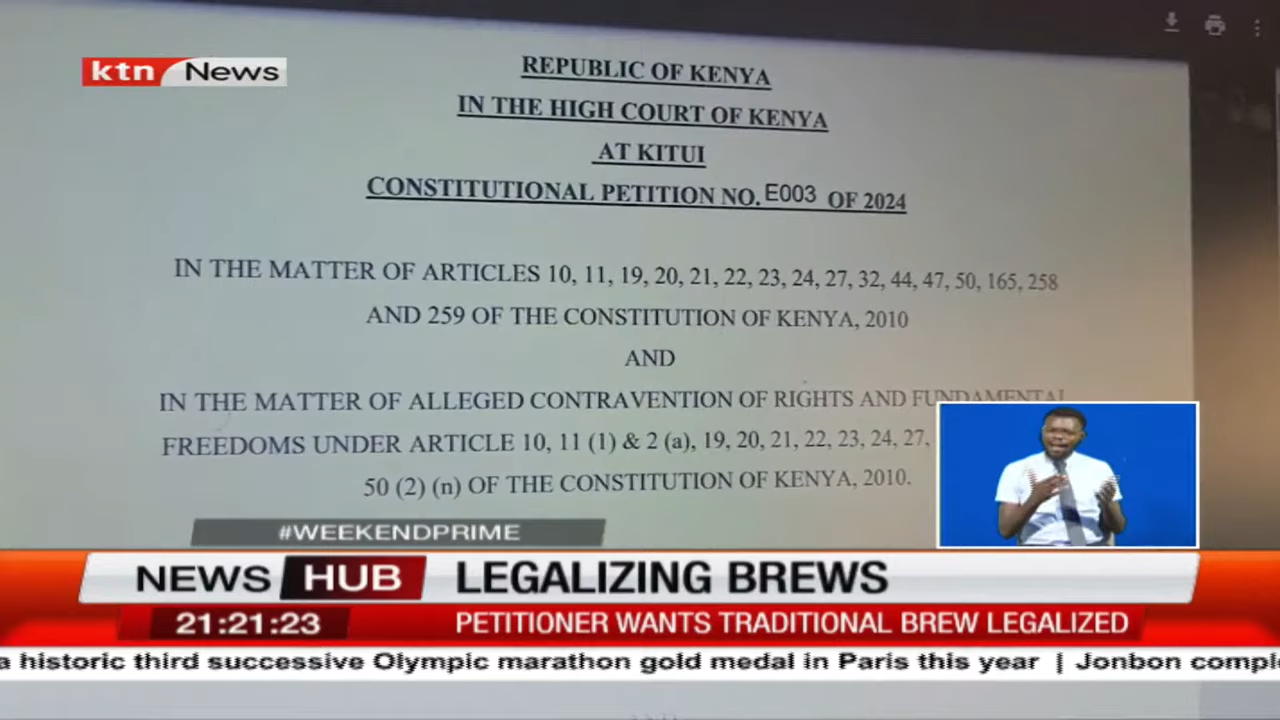 ktn News
REPUBLIC OF KENYA
IN THE HIGH COURT OF KENYA
AT KITUI
CONSTITUTIONAL PETITION NO. E003 OF 2024
IN THE MATTER OF ARTICLES 10, 11, 19, 20, 21, 22, 23, 24, 27, 32, 44, 47, 50, 165, 258
AND 259 OF THE CONSTITUTION OF KENYA, 2010
AND
IN THE MATTER OF ALLEGED CONTRAVENTION OF RIGHTS AND FUNDAMENTAL
FREEDOMS UNDER ARTICLE 10, 11 (1) & 2 (a), 19, 20, 21, 22, 23, 24, 27,
50 (2) (n) OF THE CONSTITUTION OF KENYA, 2010.
#WEEKENDPRIME
NEWS HUB LEGALIZING BREWS
21:21:23 PETITIONER WANTS TRADITIONAL BREW LEGALIZED
a historic third successive Olympic marathon gold medal in Paris this year | Jonbon comple